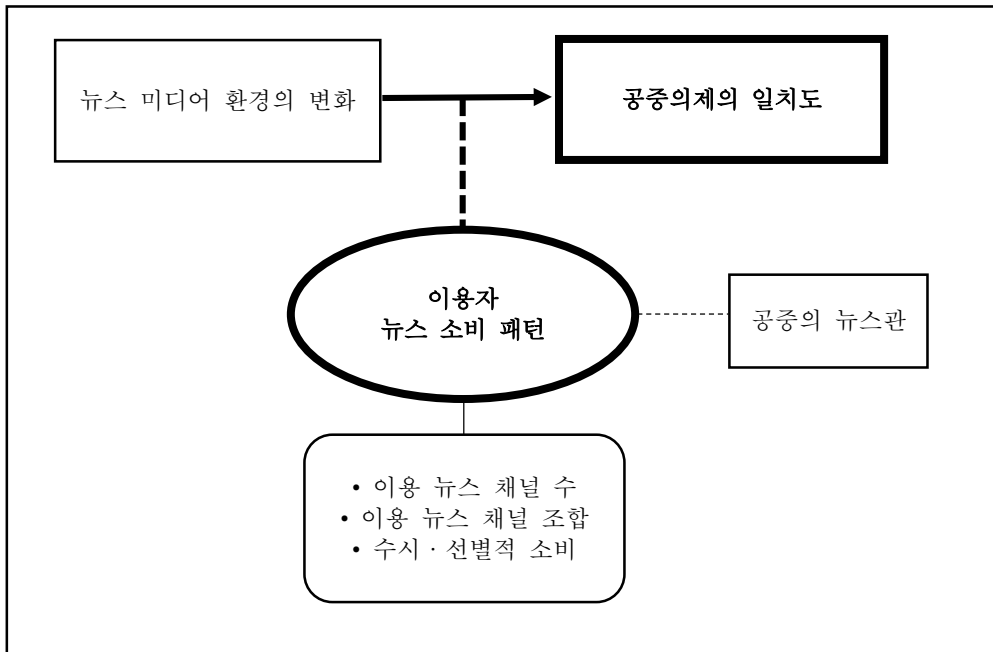 뉴스 미디어 환경의 변화
공중의제의 일치도
이용자
뉴스 소비 패턴
공중의 뉴스관
• 이용 뉴스 채널 수
• 이용 뉴스 채널 조합
• 수시 · 선별적 소비